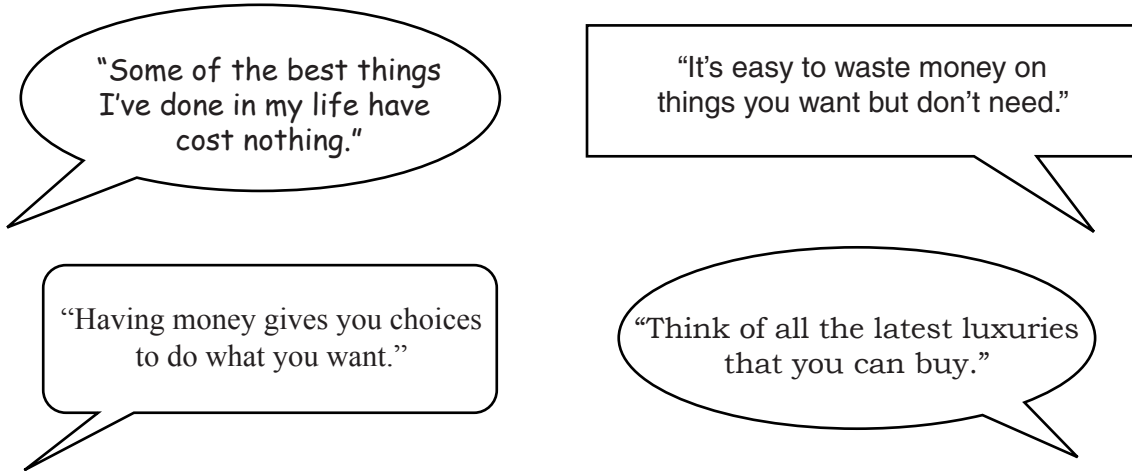 “Some of the best things
I’ve done in my life have
cost nothing.”
“It’s easy to waste money on
things you want but don’t need.”
“Having money gives you choices
to do what you want.”
“Think of all the latest luxuries
that you can buy.”